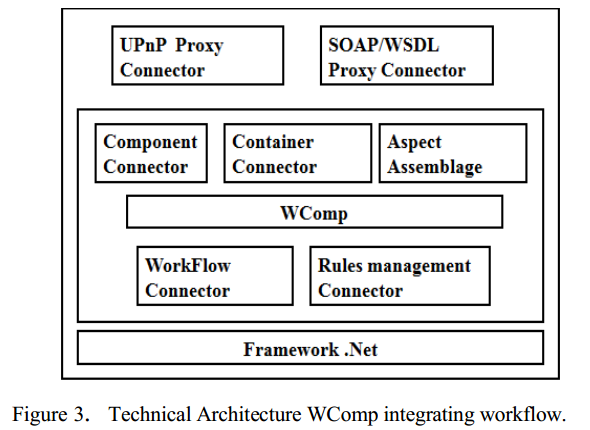 UPnP Proxy
Connector
SOAP/WSDL
Proxy Connector
Component
Connector
Container
Connector
Aspect
Assemblage
WComp
WorkFlow
Connector
Rules management
Connector
Framework .Net
Figure 3. Technical Architecture WComp integrating workflow.